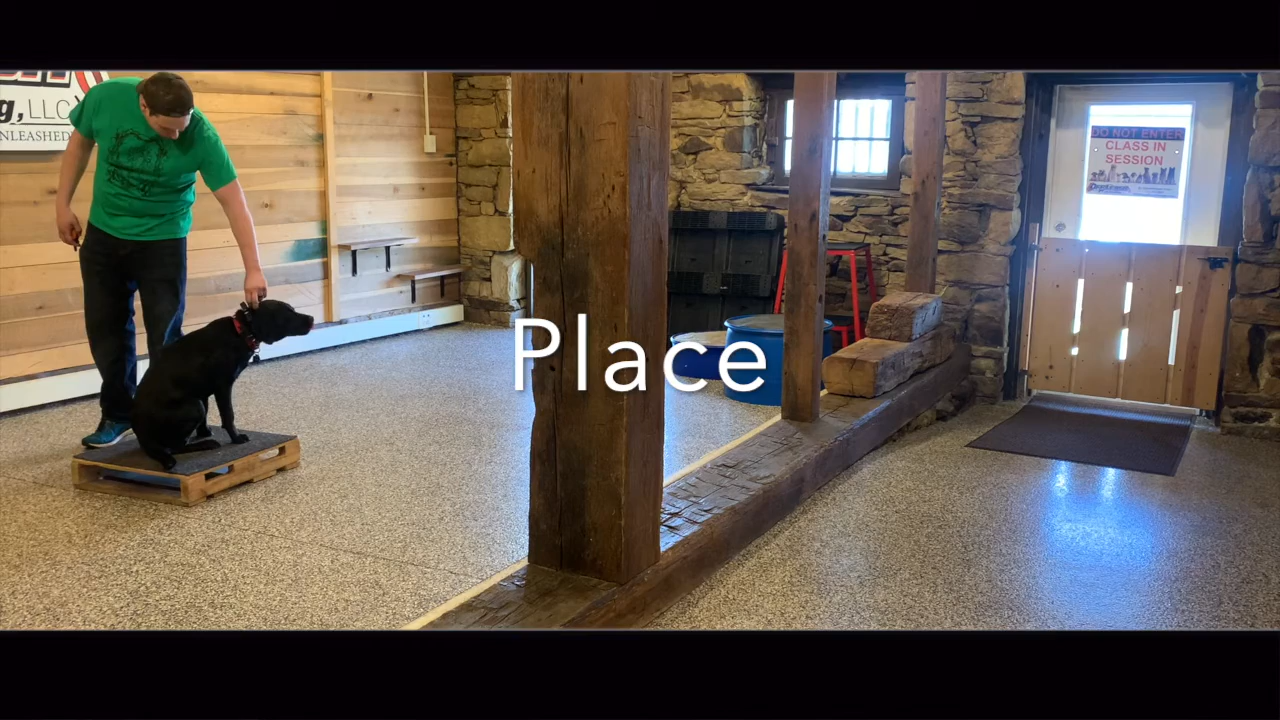 g, LLC
NLEASHED
Place
DO NOT ENTER
CLASS IN
SESSION